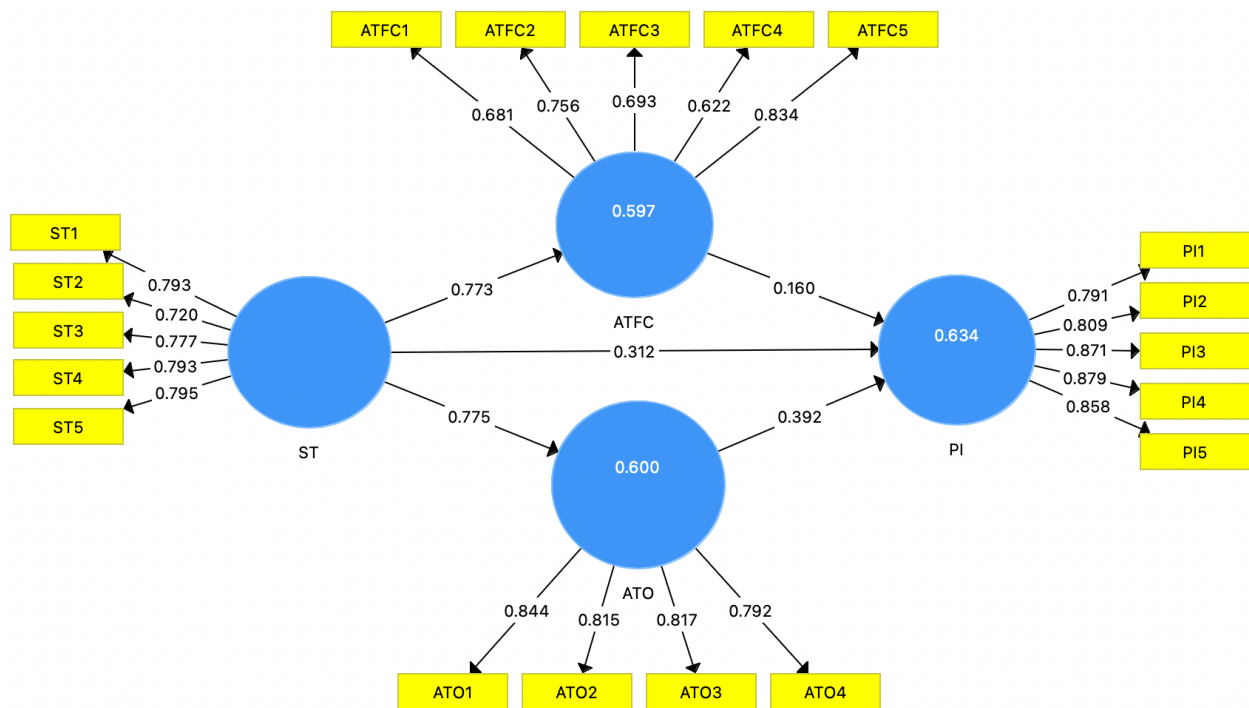 ATFC1
ATFC2
ATFC3
ATFC4
ATFC5
0.681
0.756
0.693
0.622
0.834
0.597
ATFC
ST1
ST2
ST3
ST4
ST5
0.793
0.720
0.777
0.793
0.795
ST
0.773
0.312
0.775
0.160
0.392
0.634
PI
0.791
0.809
0.871
0.879
0.858
PI1
PI2
PI3
PI4
PI5
0.600
ATO
0.844
0.815
0.817
0.792
ATO1
ATO2
ATO3
ATO4